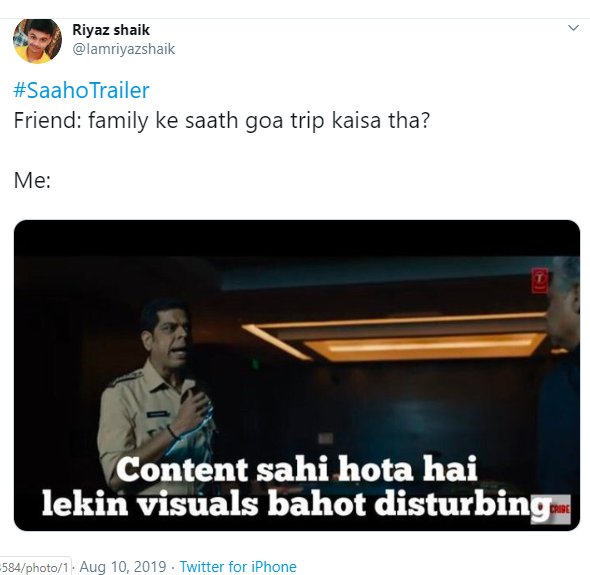 Riyaz shaik
@Iamriyazshaik
#SaahoTrailer
Friend: family ke saath goa trip kaisa tha?
Me:
T
Content sahi hota hai
lekin visuals bahot disturbing
CRIBE
584/photo/1 · Aug 10, 2019 · Twitter for iPhone